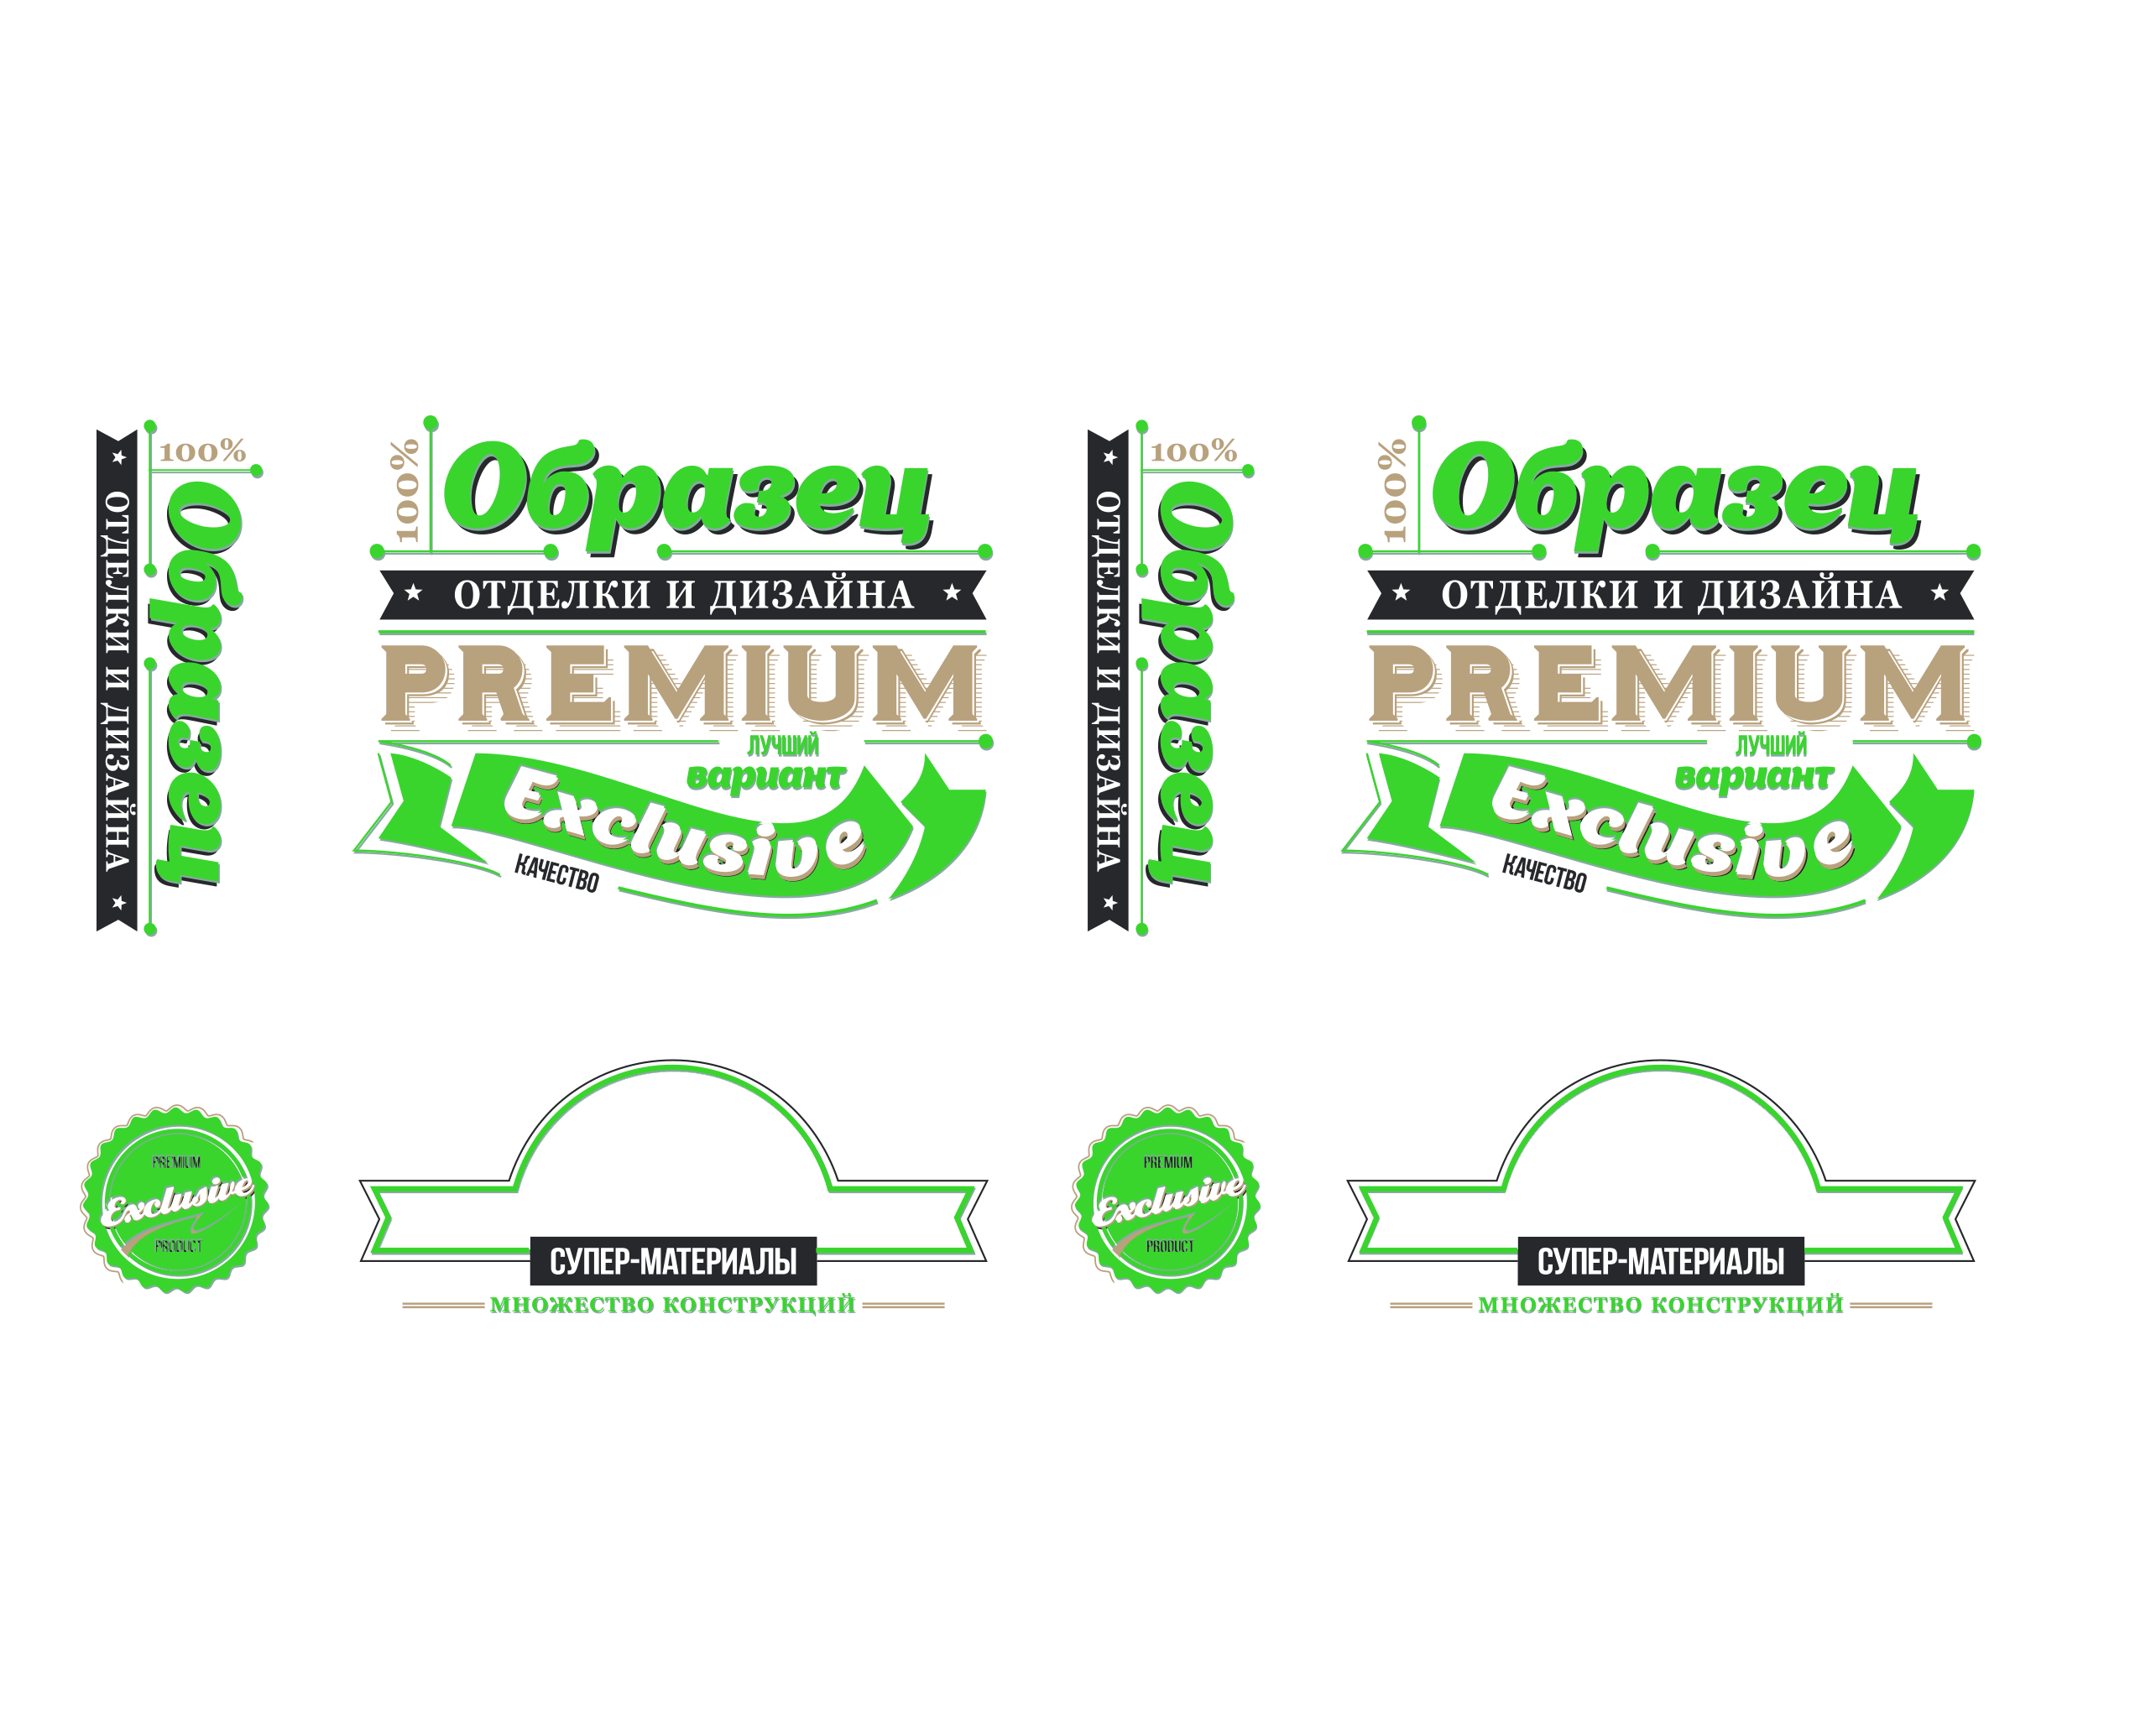 100%
Образец
ОТДЕЛКИ И ДИЗАЙНА
100%
Образец
ОТДЕЛКИ И ДИЗАЙНА
PREMIUM
ЛУЧШИЙ
вариант
Exclusive
КАЧЕСТВО
100%
Образец
ОТДЕЛКИ И ДИЗАЙНА
100%
Образец
ОТДЕЛКИ И ДИЗАЙНА
PREMIUM
ЛУЧШИЙ
вариант
Exclusive
КАЧЕСТВО
PREMIUM
Exclusive
PRODUCT
СУПЕР-МАТЕРИАЛЫ
МНОЖЕСТВО КОНСТРУКЦИЙ
PREMIUM
Exclusive
PRODUCT
СУПЕР-МАТЕРИАЛЫ
МНОЖЕСТВО КОНСТРУКЦИЙ